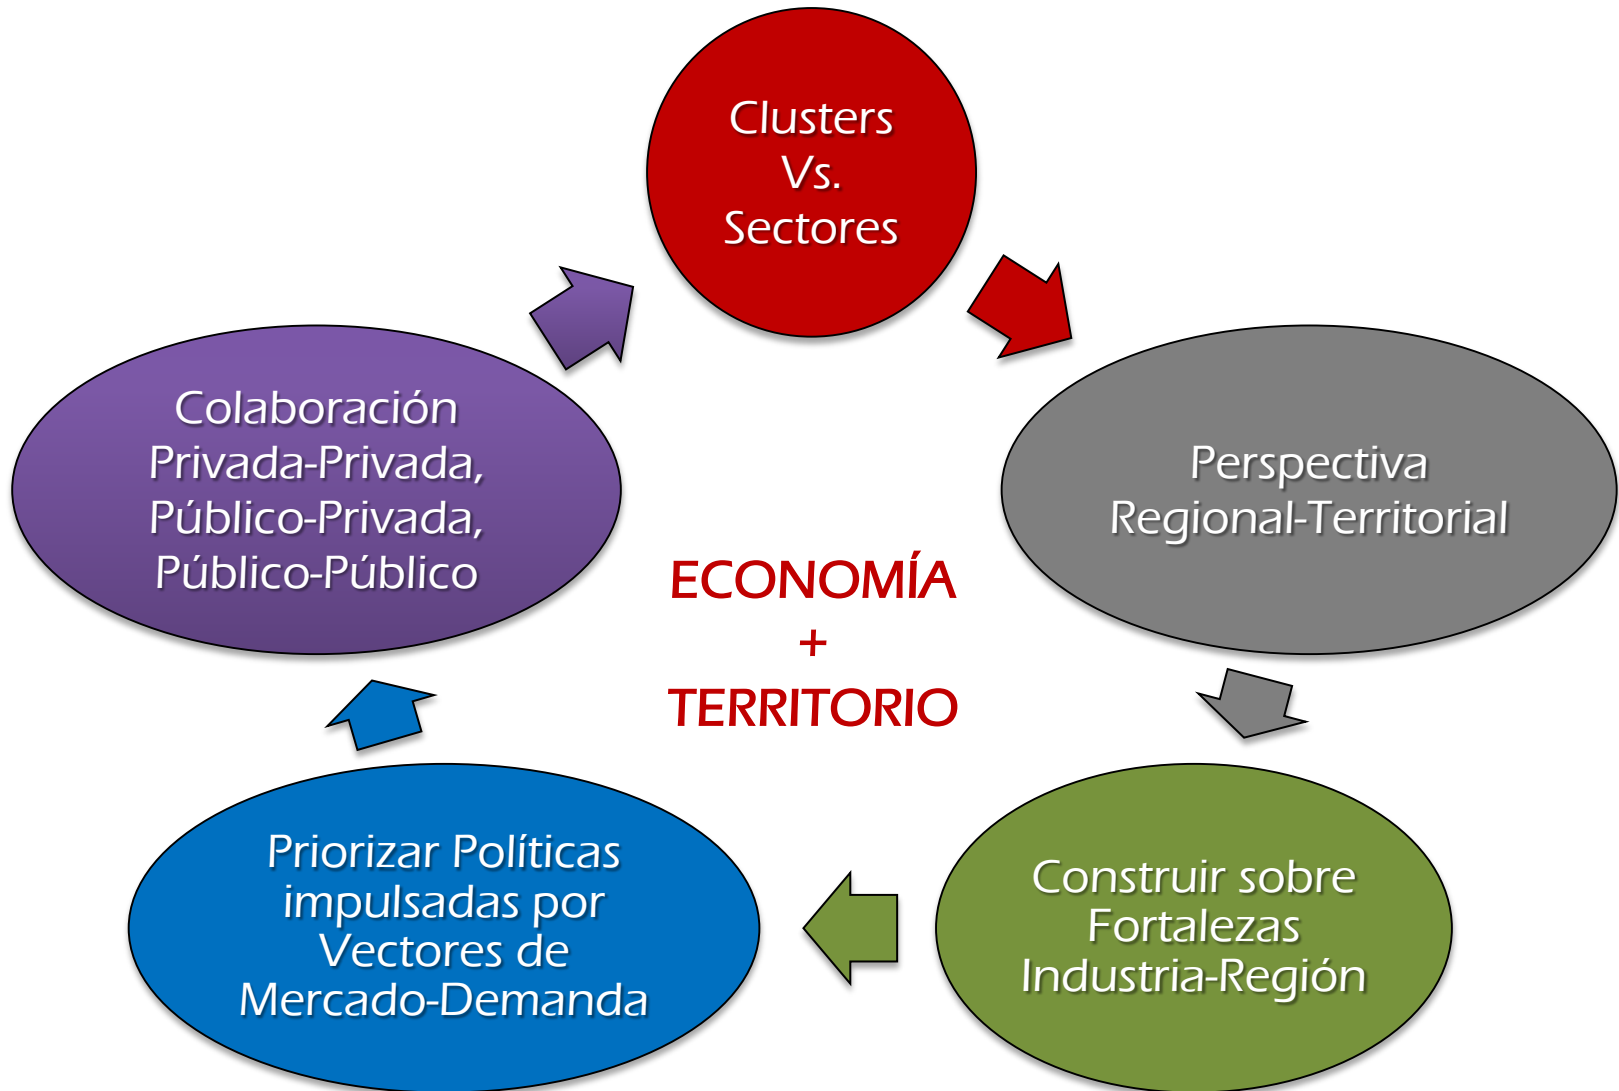 Clusters
Vs.
Sectores
Perspectiva
Regional-Territorial
Construir sobre
Fortalezas
Industria-Región
Priorizar Políticas
impulsadas por
Vectores de
Mercado-Demanda
Colaboración
Privada-Privada,
Público-Privada,
Público-Público
ECONOMÍA
+
TERRITORIO